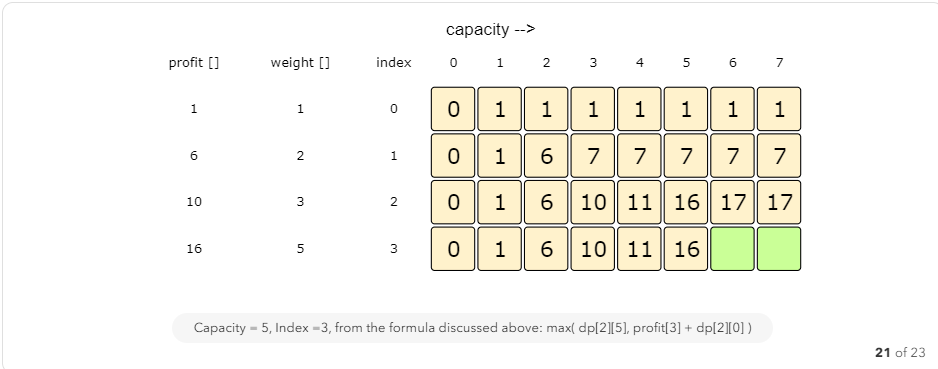 capacity -->
profit [] weight [] index 0 1 2 3 4 5 6 7
1 1 0 0 1 1 1 1 1 1 1
6 2 1 0 1 6 7 7 7 7 7
10 3 2 0 1 6 10 11 16 17 17
16 5 3 0 1 6 10 11 16
Capacity = 5, Index =3, from the formula discussed above: max( dp[2][5], profit[3] + dp[2][0] )
21 of 23